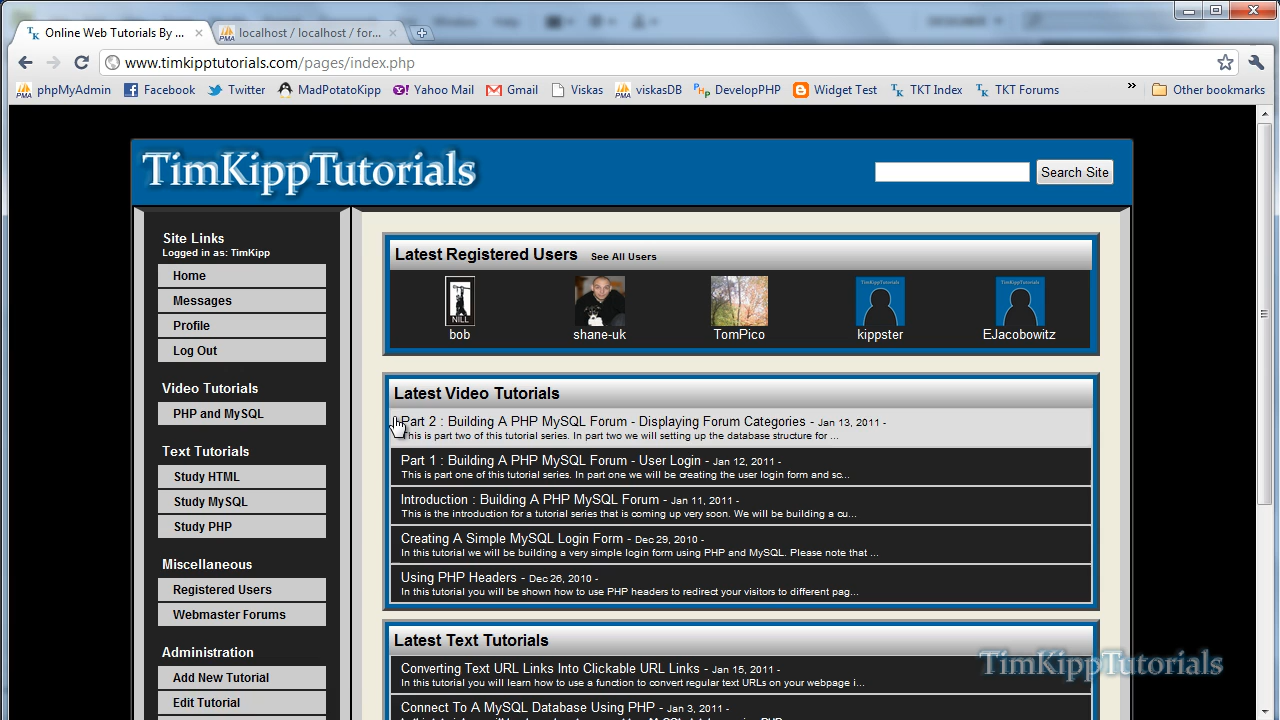 Online Web Tutorials By ...
localhost / localhost / for...
www.timkipptutorials.com/pages/index.php
phpMyAdmin Facebook Twitter MadPotatoKipp Yahoo Mail Gmail Viskas viskasDB DevelopPHP Widget Test TKT Index TKT Forums » Other bookmarks
TimKippTutorials
Search Site
Site Links
Logged in as: TimKipp
Home
Messages
Profile
Log Out
Video Tutorials
PHP and MySQL
Text Tutorials
Study HTML
Study MySQL
Study PHP
Miscellaneous
Registered Users
Webmaster Forums
Administration
Add New Tutorial
Edit Tutorial
Latest Registered Users See All Users
NILL
bob shane-uk TomPico kippster EJacobowitz
Latest Video Tutorials
Part 2 : Building A PHP MySQL Forum - Displaying Forum Categories - Jan 13, 2011 -
This is part two of this tutorial series. In part two we will setting up the database structure for ...
Part 1 : Building A PHP MySQL Forum - User Login - Jan 12, 2011 -
This is part one of this tutorial series. In part one we will be creating the user login form and sc...
Introduction : Building A PHP MySQL Forum - Jan 11, 2011 -
This is the introduction for a tutorial series that is coming up very soon. We will be building a cu...
Creating A Simple MySQL Login Form - Dec 29, 2010 -
In this tutorial we will be building a very simple login form using PHP and MySQL. Please note that ...
Using PHP Headers - Dec 26, 2010 -
In this tutorial you will be shown how to use PHP headers to redirect your visitors to different pag...
Latest Text Tutorials
Converting Text URL Links Into Clickable URL Links - Jan 15, 2011 -
In this tutorial you will learn how to use a function to convert regular text URLs on your webpage i...
Connect To A MySQL Database Using PHP - Jan 3, 2011 -
TimKippTutorials